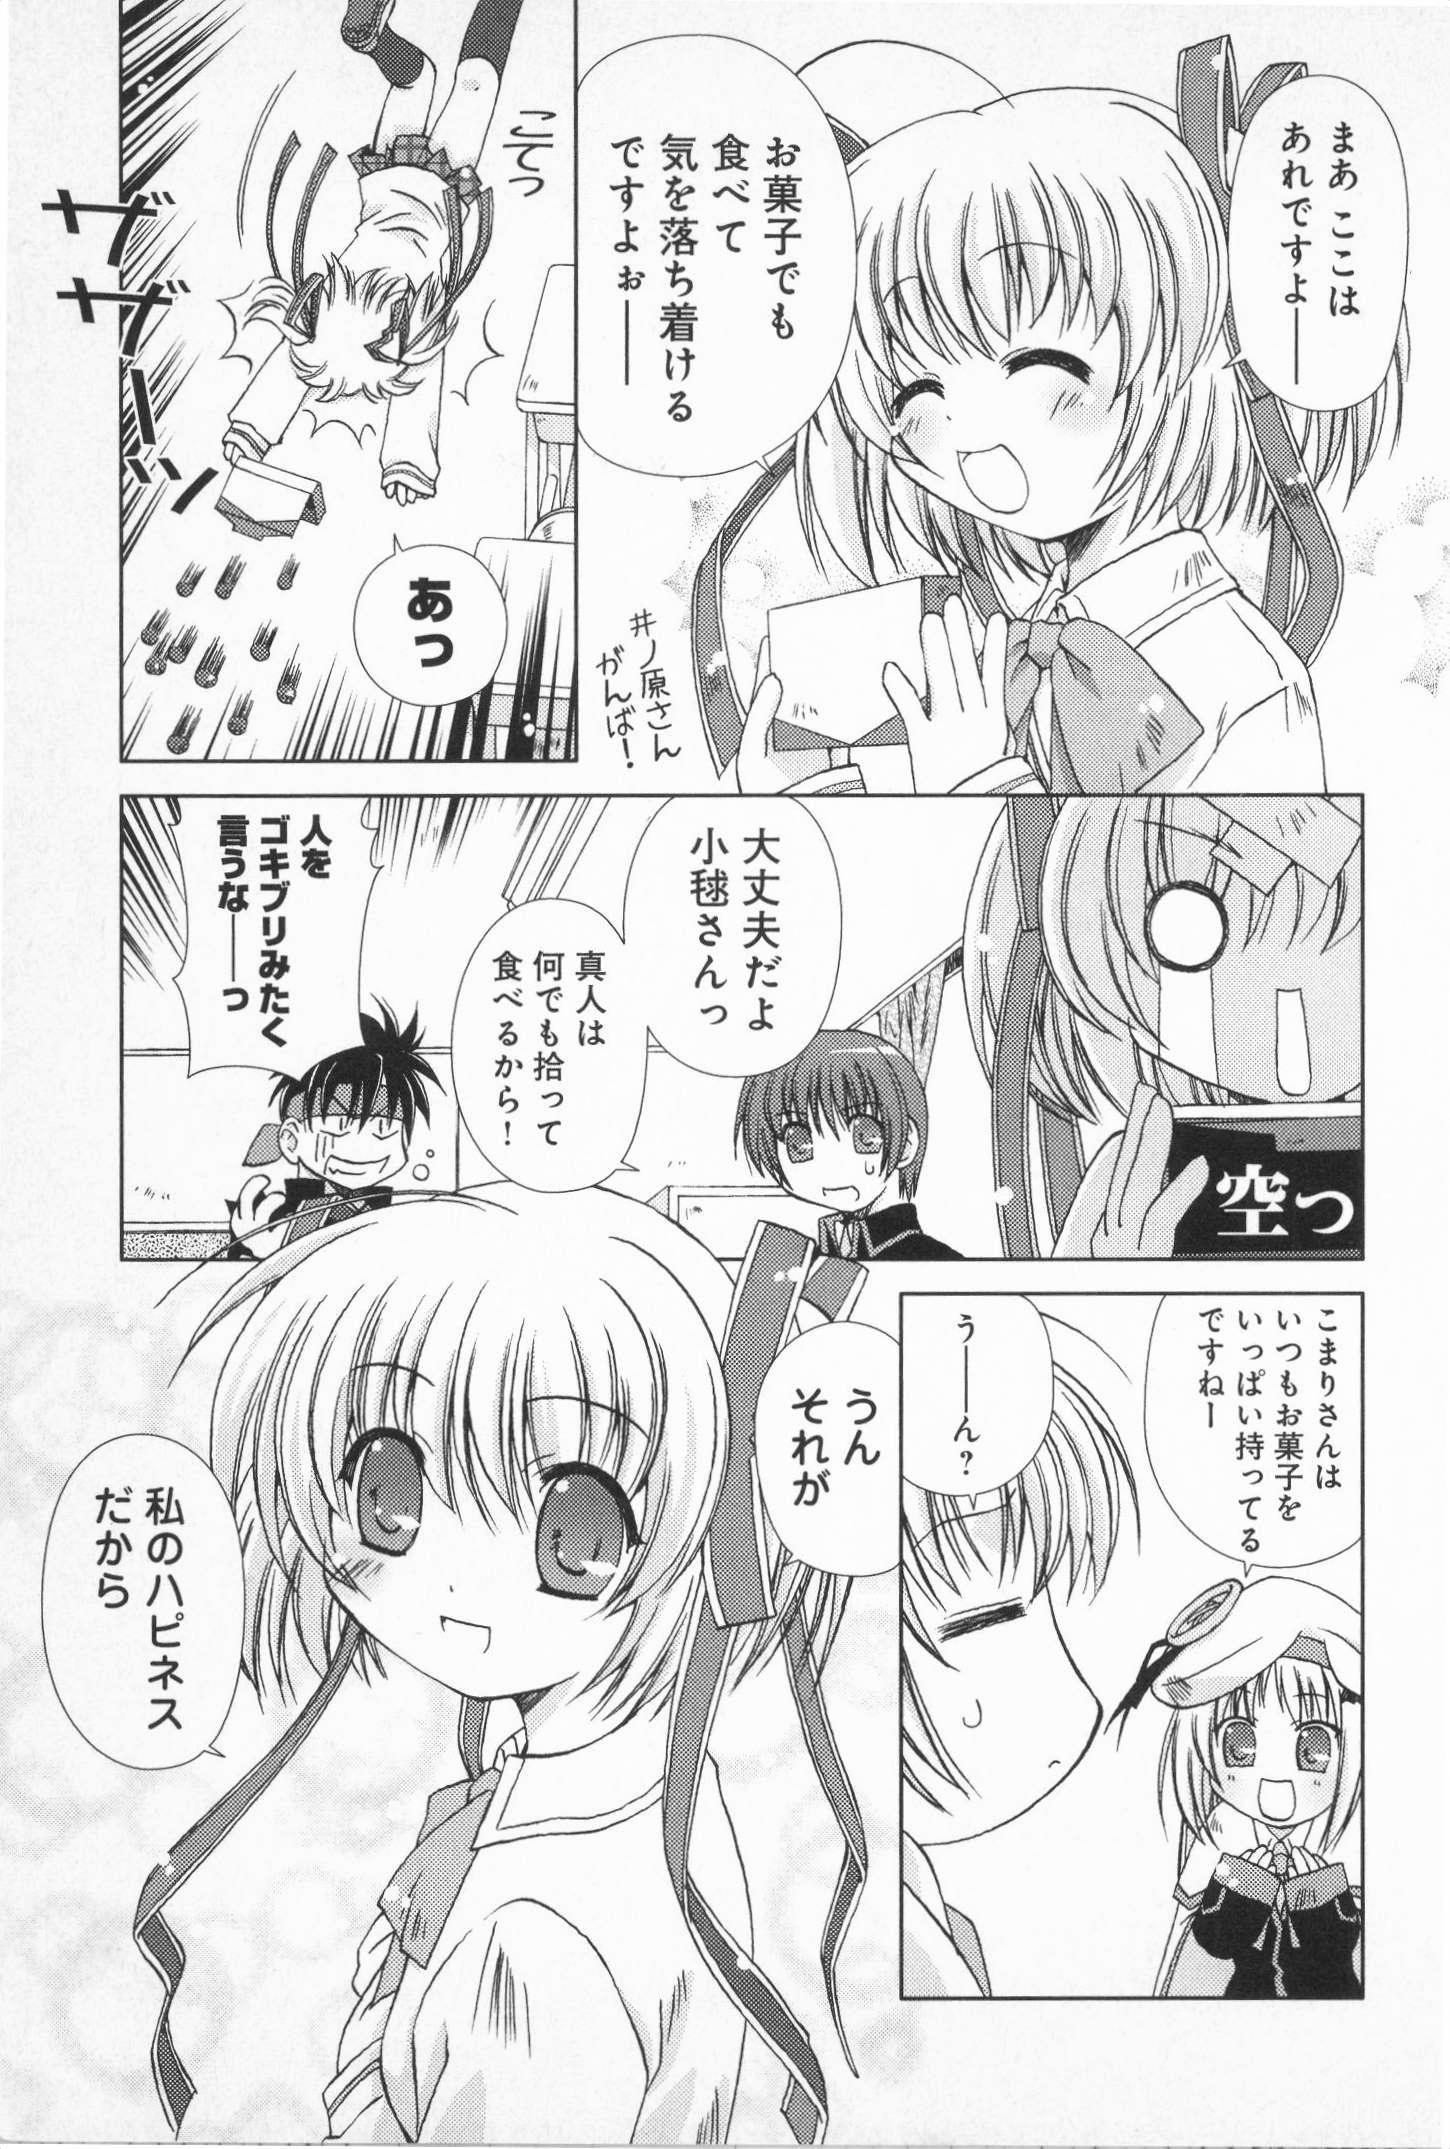 まあ ここは
あれですよ――
お菓子でも
食べて
気を落ち着ける
ですよぉ――
井ノ原さん
がんば!
こてっ
あっ
ザザーーッ
空っ
大丈夫だよ
小毬さんっ
真人は
何でも拾って
食べるから!
人を
ゴキブリみたく
言うな――っ
こまりさんは
いつもお菓子を
いっぱい持ってる
ですねー
う――ん?
うん
それが
私のハピネス
だから